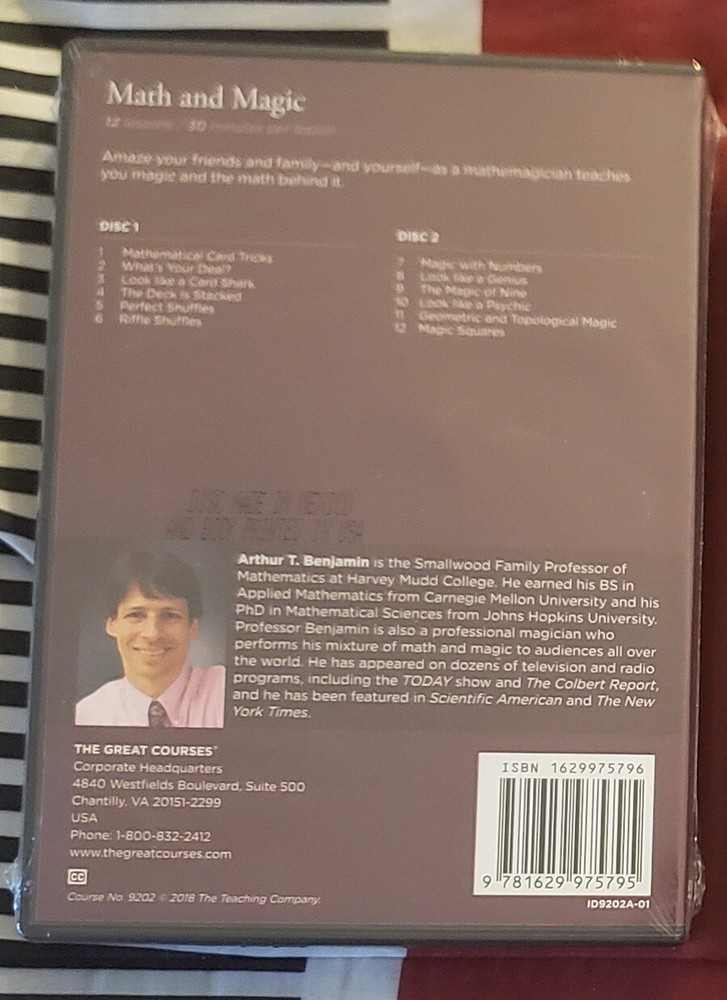 Math and Magic
12 lessons / 30 minutes per lesson
Amaze your friends and family—and yourself—as a mathemagician teaches
you magic and the math behind it.
DISC 1
1 Mathematical Card Tricks
2 What's Your Deal?
3 Look like a Card Shark
4 The Deck Is Stacked
5 Perfect Shuffles
6 Riffle Shuffles
DISC 2
7 Magic with Numbers
8 Look like a Genius
9 The Magic of Nine
10 Look like a Psychic
11 Geometric and Topological Magic
12 Magic Squares
DISC MADE IN MEXICO
AND BOOK PRINTED IN USA
Arthur T. Benjamin is the Smallwood Family Professor of
Mathematics at Harvey Mudd College. He earned his BS in
Applied Mathematics from Carnegie Mellon University and his
PhD in Mathematical Sciences from Johns Hopkins University.
Professor Benjamin is also a professional magician who
performs his mixture of math and magic to audiences all over
the world. He has appeared on dozens of television and radio
programs, including the TODAY show and The Colbert Report,
and he has been featured in Scientific American and The New
York Times.
THE GREAT COURSES®
Corporate Headquarters
4840 Westfields Boulevard, Suite 500
Chantilly, VA 20151-2299
USA
Phone: 1-800-832-2412
www.thegreatcourses.com
CC
Course No. 9202 © 2018 The Teaching Company.
ISBN 1629975796
9 781629 975795
ID9202A-01